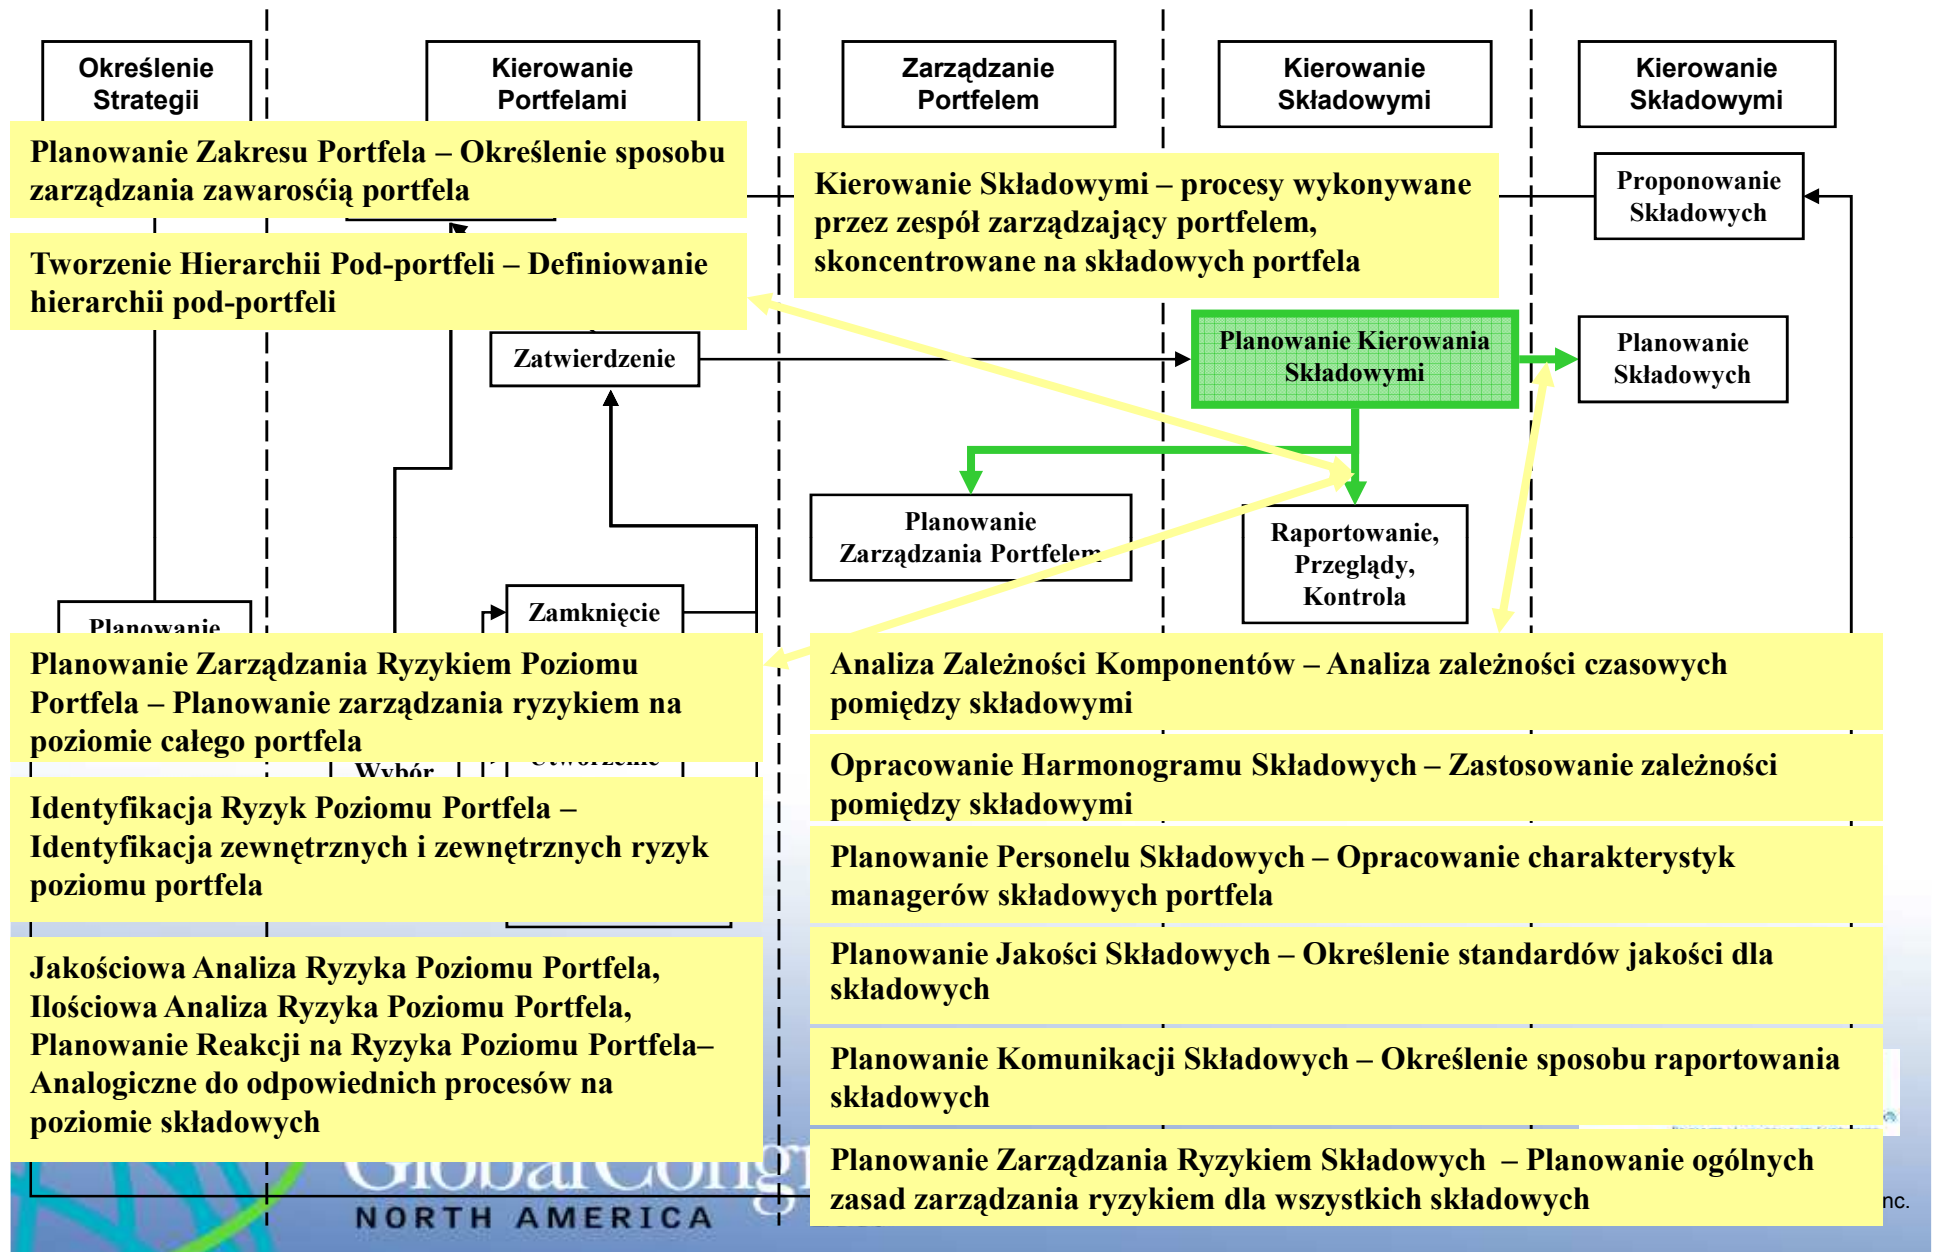 Określenie
Strategii
Kierowanie
Portfelami
Zarządzanie
Portfelem
Kierowanie
Składowymi
Kierowanie
Składowymi
Planowanie Zakresu Portfela – Określenie sposobu
zarządzania zawarosćią portfela
Kierowanie Składowymi – procesy wykonywane
przez zespół zarządzający portfelem,
skoncentrowane na składowych portfela
Proponowanie
Składowych
Tworzenie Hierarchii Pod-portfeli – Definiowanie
hierarchii pod-portfeli
Zatwierdzenie
Planowanie Kierowania
Składowymi
Planowanie
Składowych
Planowanie
Zarządzania Portfelem
Raportowanie,
Przeglądy,
Kontrola
Zamknięcie
Planowanie
Planowanie Zarządzania Ryzykiem Poziomu
Portfela – Planowanie zarządzania ryzykiem na
poziomie całego portfela
Wybór
Utworzenie
Identyfikacja Ryzyk Poziomu Portfela –
Identyfikacja zewnętrznych i zewnętrznych ryzyk
poziomu portfela
Jakościowa Analiza Ryzyka Poziomu Portfela,
Ilościowa Analiza Ryzyka Poziomu Portfela,
Planowanie Reakcji na Ryzyka Poziomu Portfela–
Analogiczne do odpowiednich procesów na
poziomie składowych
Analiza Zależności Komponentów – Analiza zależności czasowych
pomiędzy składowymi
Opracowanie Harmonogramu Składowych – Zastosowanie zależności
pomiędzy składowymi
Planowanie Personelu Składowych – Opracowanie charakterystyk
managerów składowych portfela
Planowanie Jakości Składowych – Określenie standardów jakości dla
składowych
Planowanie Komunikacji Składowych – Określenie sposobu raportowania
składowych
Planowanie Zarządzania Ryzykiem Składowych – Planowanie ogólnych
zasad zarządzania ryzykiem dla wszystkich składowych
GlobalCongr
NORTH AMERICA
nc.